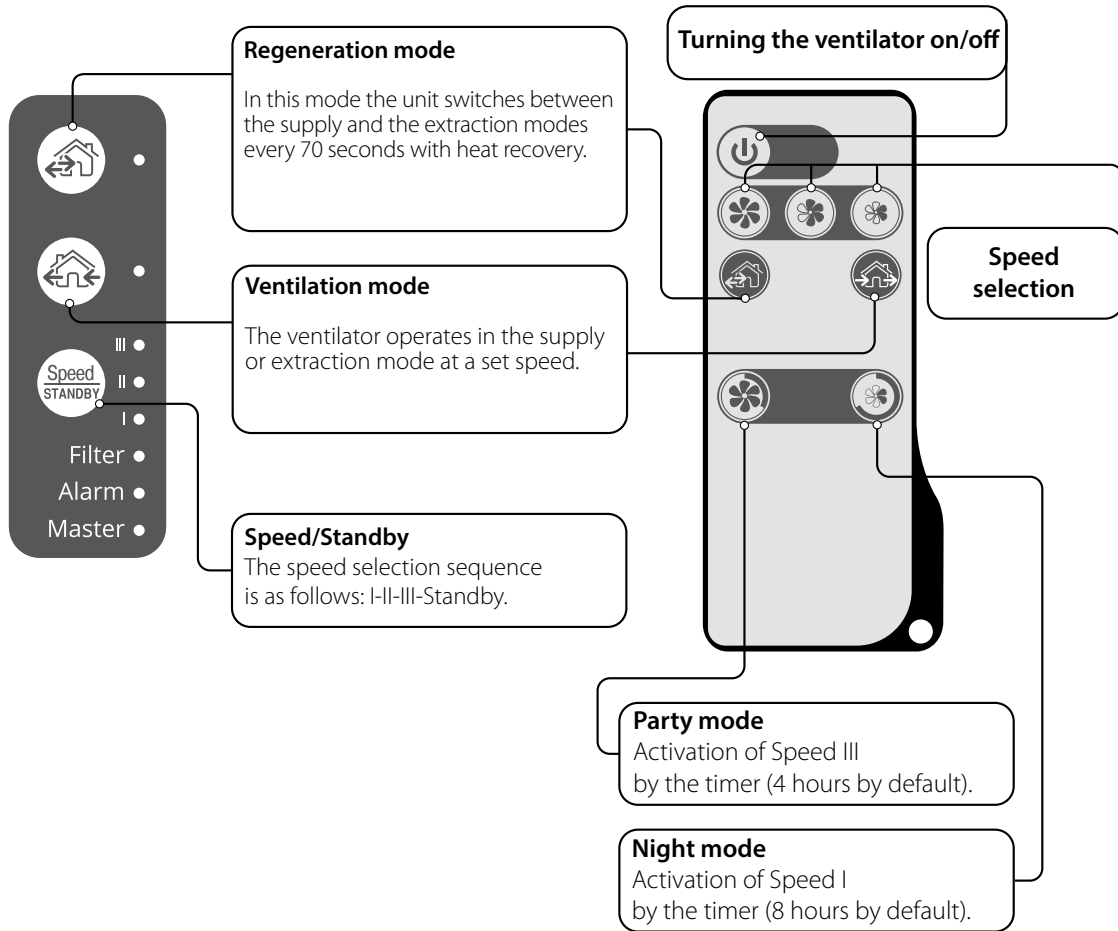 Regeneration mode
In this mode the unit switches between
the supply and the extraction modes
every 70 seconds with heat recovery.
Turning the ventilator on/off
Ventilation mode
The ventilator operates in the supply
or extraction mode at a set speed.
Speed
selection
III
Speed
STANDBY
II
I
Filter
Alarm
Master
Speed/Standby
The speed selection sequence
is as follows: I-II-III-Standby.
Party mode
Activation of Speed III
by the timer (4 hours by default).
Night mode
Activation of Speed I
by the timer (8 hours by default).